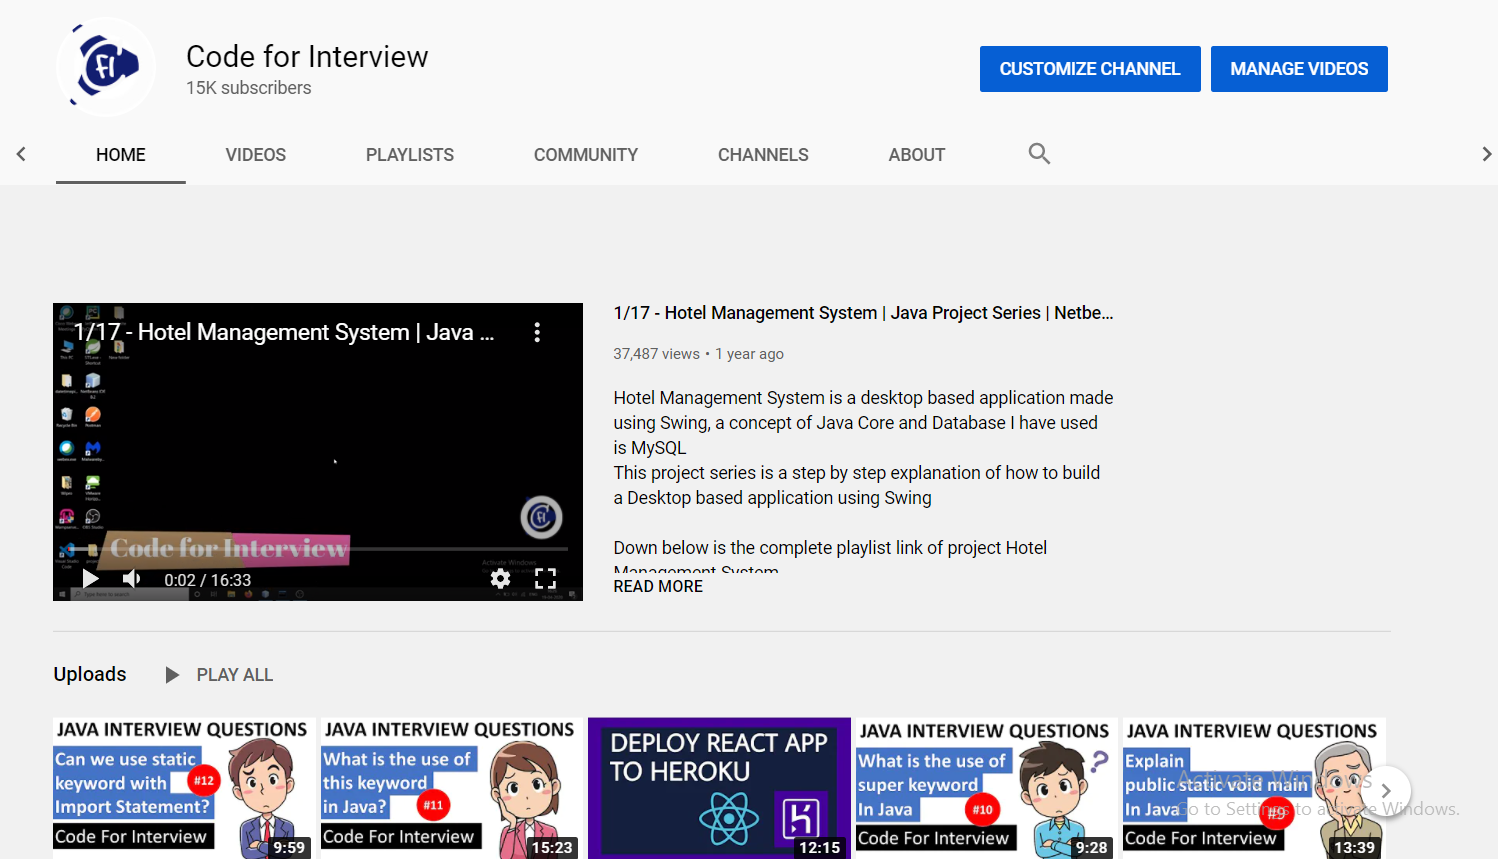 Code for Interview
15K subscribers
CUSTOMIZE CHANNEL
MANAGE VIDEOS
HOME
VIDEOS
PLAYLISTS
COMMUNITY
CHANNELS
ABOUT
1/17 - Hotel Management System | Java ...
Code for Interview
0:02 / 16:33
1/17 - Hotel Management System | Java Project Series | Netbe...
37,487 views • 1 year ago
Hotel Management System is a desktop based application made
using Swing, a concept of Java Core and Database I have used
is MySQL
This project series is a step by step explanation of how to build
a Desktop based application using Swing
Down below is the complete playlist link of project Hotel
Management System
READ MORE
Uploads
PLAY ALL
JAVA INTERVIEW QUESTIONS
Can we use static
keyword with
Import Statement?
#12
Code For Interview
9:59
JAVA INTERVIEW QUESTIONS
What is the use of
this keyword
in Java?
#11
Code For Interview
15:23
DEPLOY REACT APP
TO HEROKU
12:15
JAVA INTERVIEW QUESTIONS
What is the use of
super keyword
In Java
#10
?
Code For Interview
9:28
JAVA INTERVIEW QUESTIONS
Explain
public static void main
In Java
#9
Code For Interview
13:39
Activate Windows
Go to Settings to activate Windows.